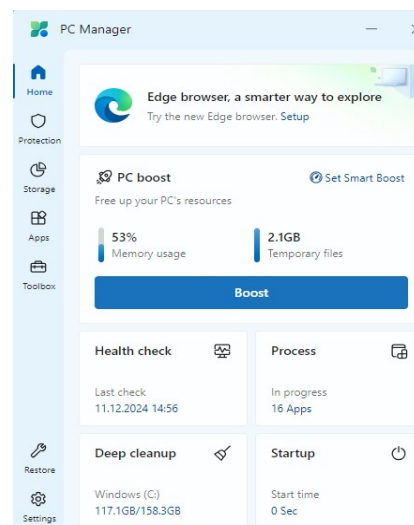 PC Manager
Home
Protection
Storage
Apps
Toolbox
Restore
Settings
Edge browser, a smarter way to explore
Try the new Edge browser. Setup
PC boost
Set Smart Boost
Free up your PC's resources
53%
Memory usage
2.1GB
Temporary files
Boost
Health check
Last check
11.12.2024 14:56
Process
In progress
16 Apps
Deep cleanup
Windows (C:)
117.1GB/158.3GB
Startup
Start time
0 Sec